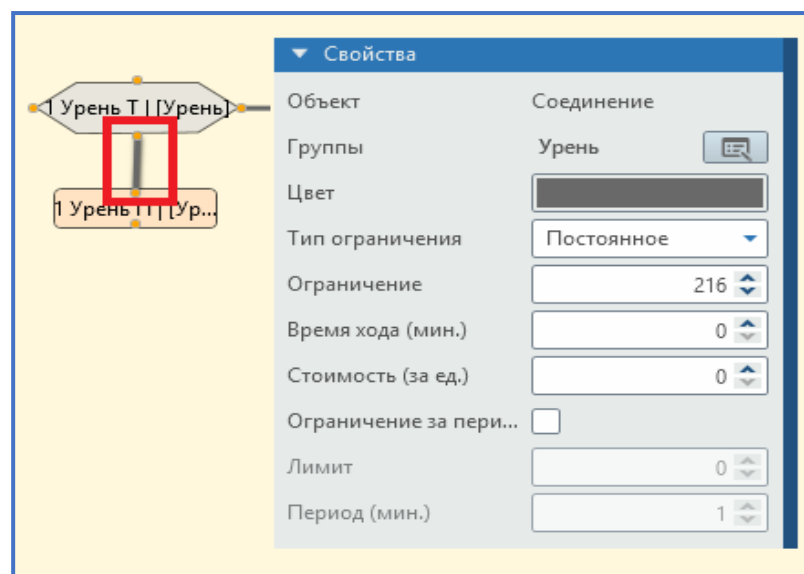 Свойства
1 Урень Т | [Урень]
Объект Соединение
Группы Урень
Цвет
1 Урень П | [Ур...
Тип ограничения Постоянное
Ограничение 216
Время хода (мин.) 0
Стоимость (за ед.) 0
Ограничение за пери...
Лимит 0
Период (мин.) 1